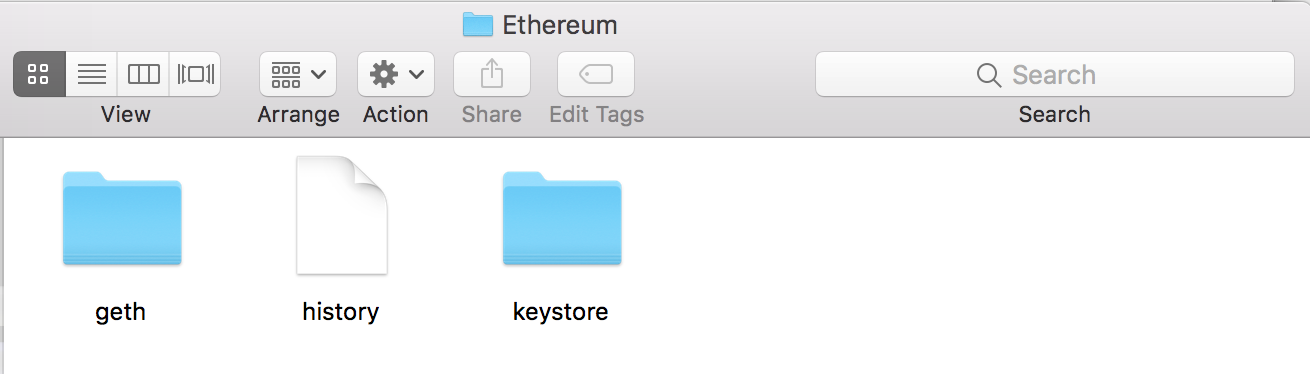 Ethereum
Search
View Arrange Action Share Edit Tags Search
geth history keystore